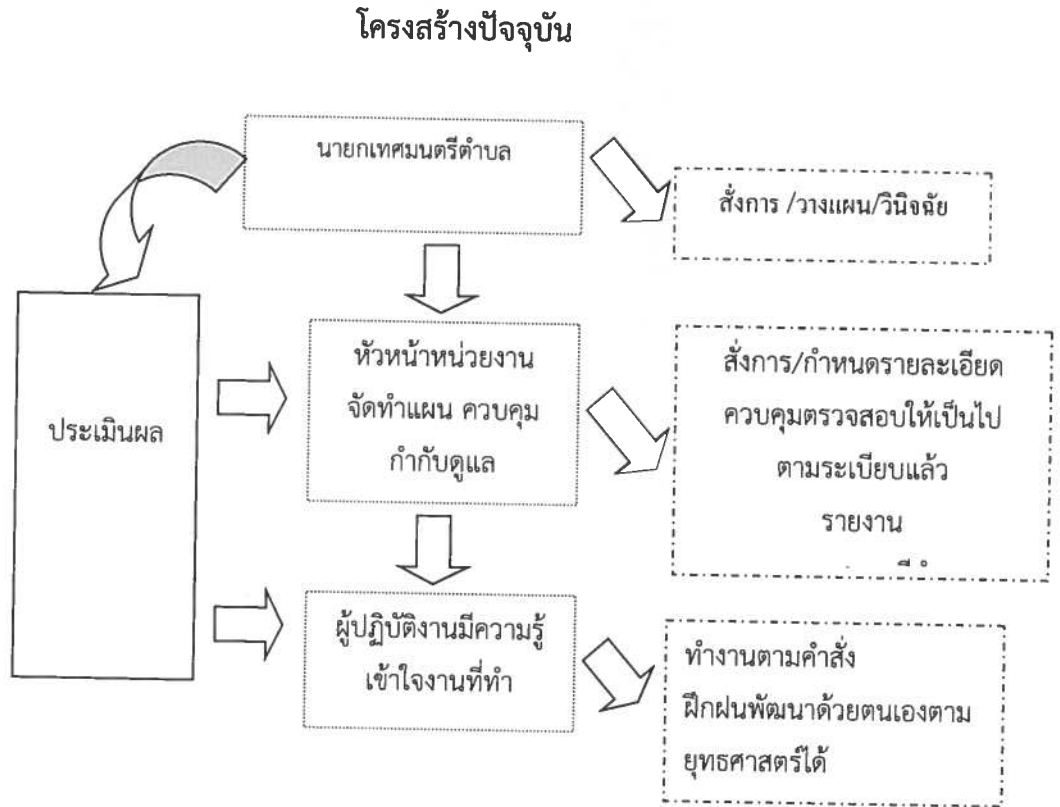 โครงสร้างปัจจุบัน
นายกเทศมนตรีตำบล
สั่งการ /วางแผน/วินิจฉัย
ประเมินผล
หัวหน้าหน่วยงาน
จัดทำแผน ควบคุม
กำกับดูแล
สั่งการ/กำหนดรายละเอียด
ควบคุมตรวจสอบให้เป็นไป
ตามระเบียบแล้ว
รายงาน
ผู้ปฏิบัติงานมีความรู้
เข้าใจงานที่ทำ
ทำงานตามคำสั่ง
ฝึกฝนพัฒนาด้วยตนเองตาม
ยุทธศาสตร์ได้